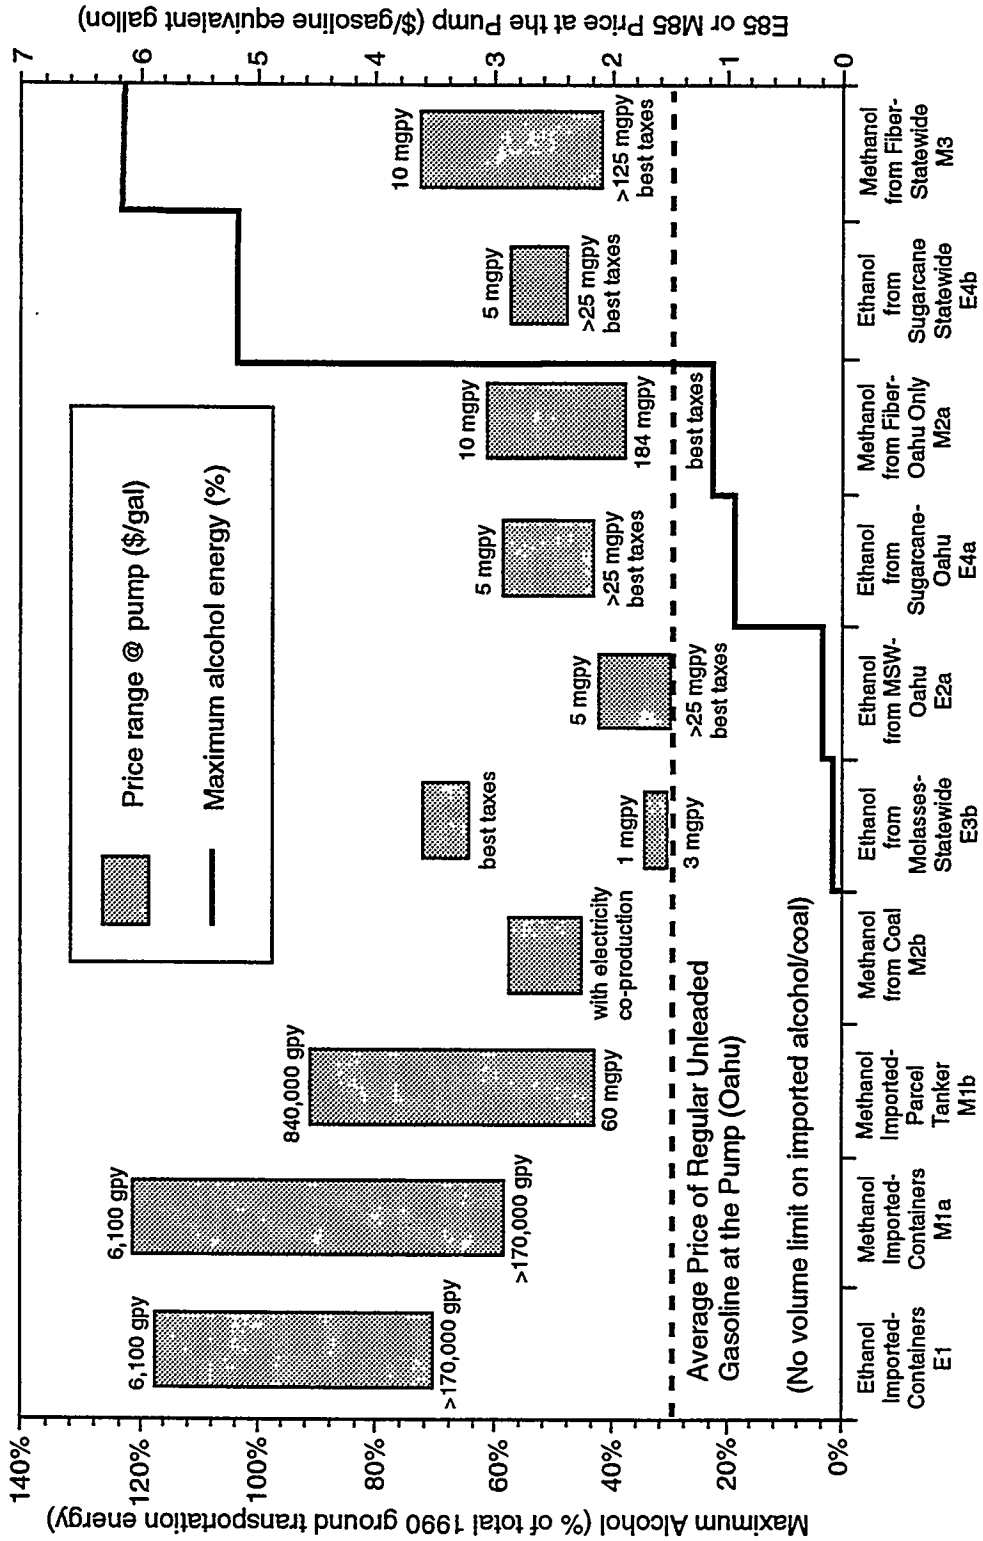 Maximum Alcohol (% of total 1990 ground transportation energy)
140%
120%
100%
80%
60%
40%
20%
0%
E85 or M85 Price at the Pump ($/gasoline equivalent gallon)
7
6
5
4
3
2
1
0
Price range @ pump ($/gal)
Maximum alcohol energy (%)
6,100 gpy
>170,000 gpy
6,100 gpy
>170,000 gpy
840,000 gpy
60 mgpy
with electricity
co-production
best taxes
1 mgpy
3 mgpy
5 mgpy
>25 mgpy
best taxes
5 mgpy
>25 mgpy
best taxes
10 mgpy
184 mgpy
best taxes
5 mgpy
>25 mgpy
best taxes
10 mgpy
>125 mgpy
best taxes
Average Price of Regular Unleaded
Gasoline at the Pump (Oahu)
(No volume limit on imported alcohol/coal)
Ethanol
Imported-
Containers
E1
Methanol
Imported-
Containers
M1a
Methanol
Imported-
Parcel
Tanker
M1b
Methanol
from Coal
M2b
Ethanol
from
Molasses-
Statewide
E3b
Ethanol
from MSW-
Oahu
E2a
Ethanol
from
Sugarcane-
Oahu
E4a
Methanol
from Fiber-
Oahu Only
M2a
Ethanol
from
Sugarcane
Statewide
E4b
Methanol
from Fiber-
Statewide
M3